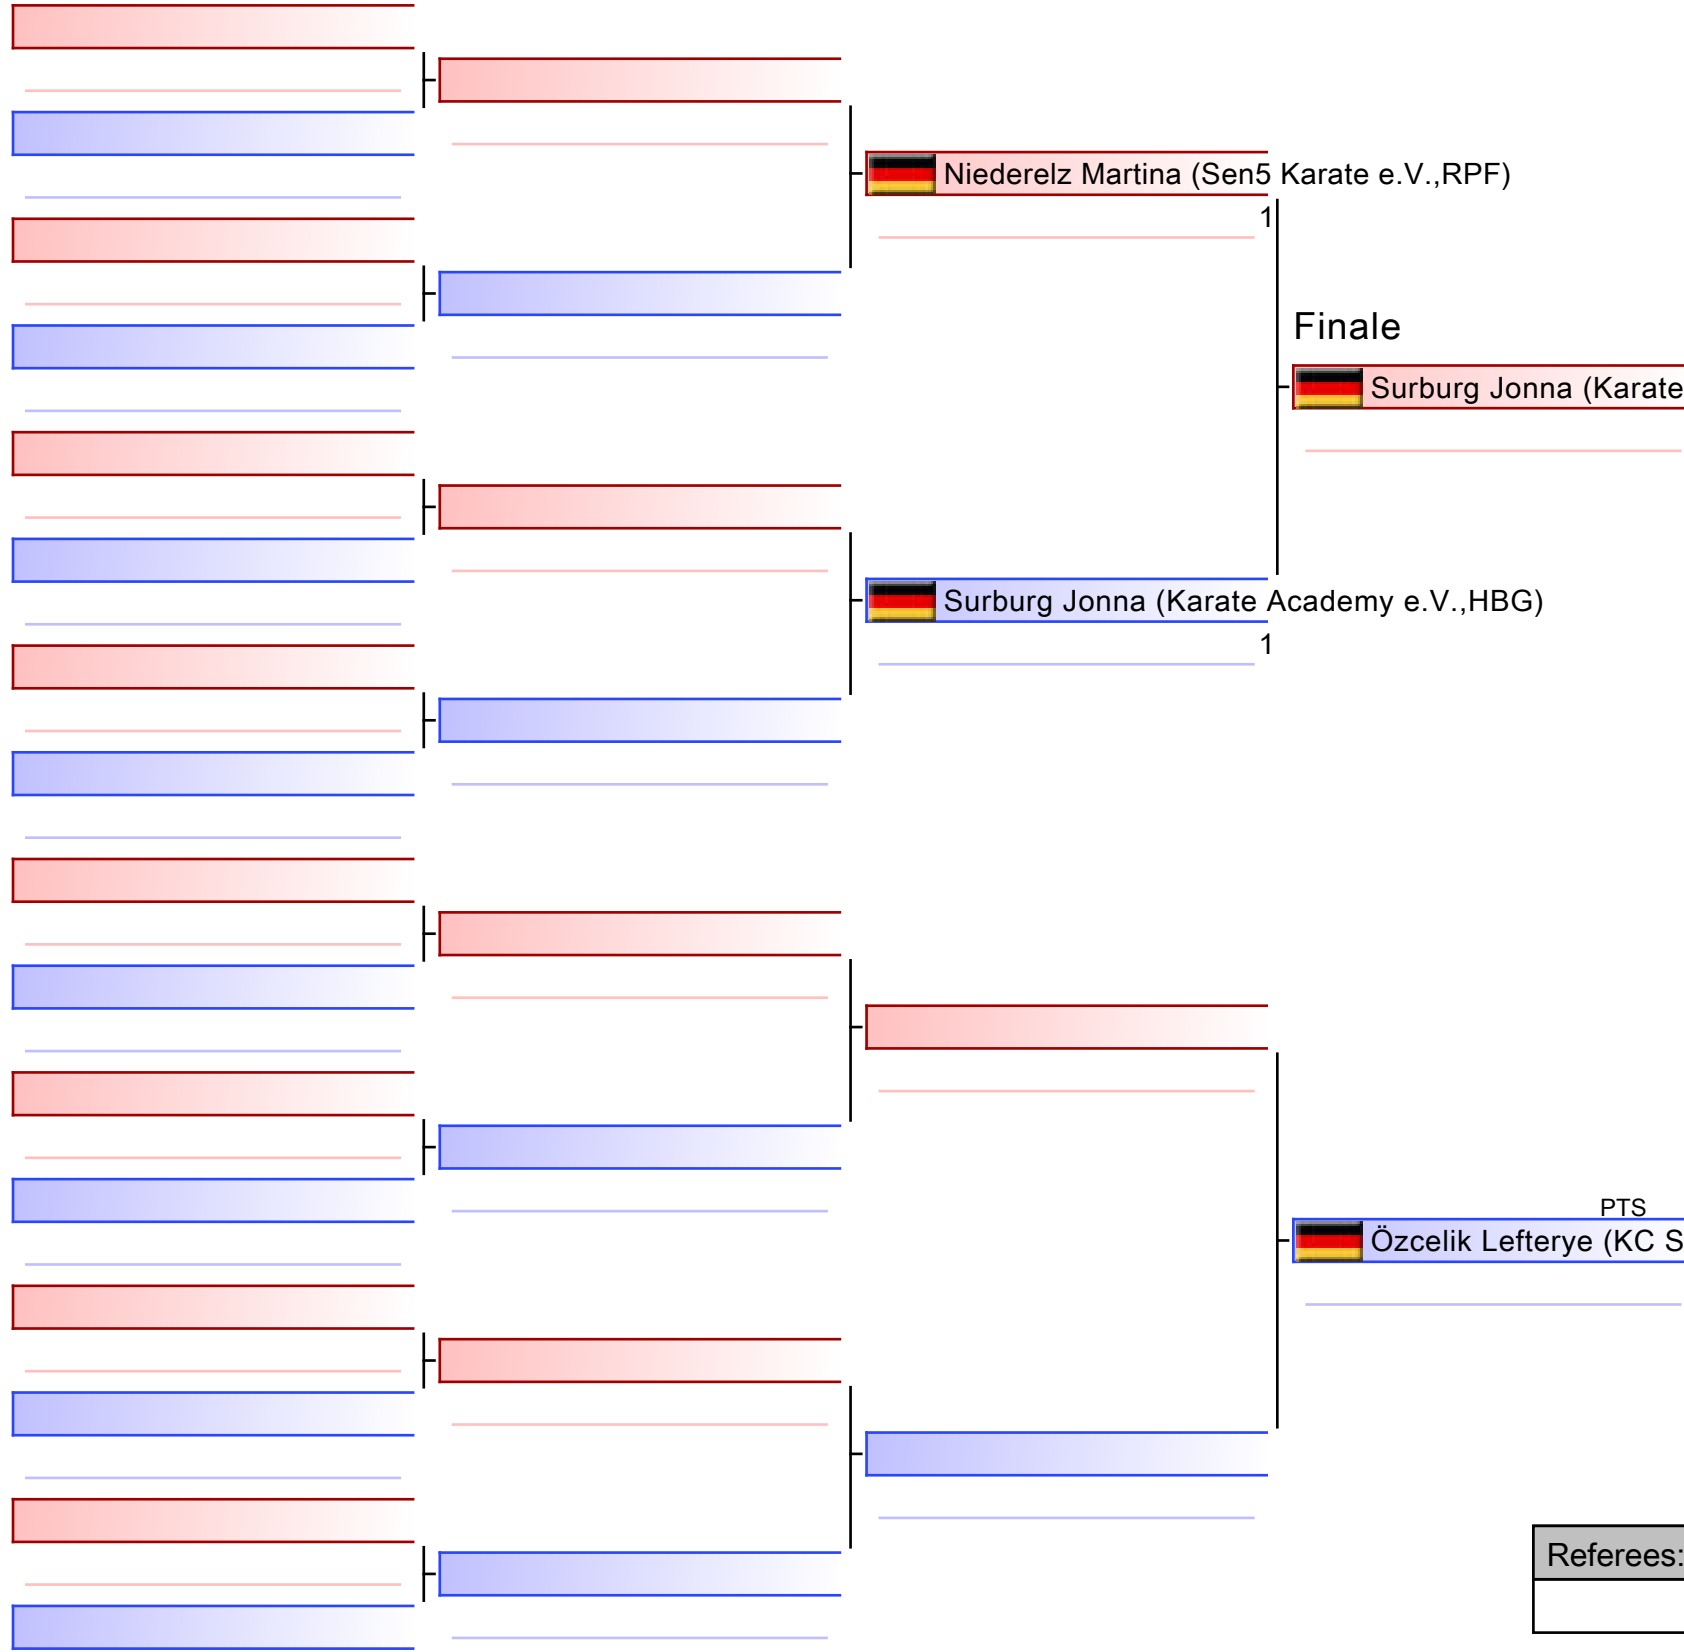 Niederelz Martina (Sen5 Karate e.V.,RPF)
1
Finale
Surburg Jonna (Karate
Surburg Jonna (Karate Academy e.V.,HBG)
1
PTS
Özcelik Lefterye (KC S
Referees: